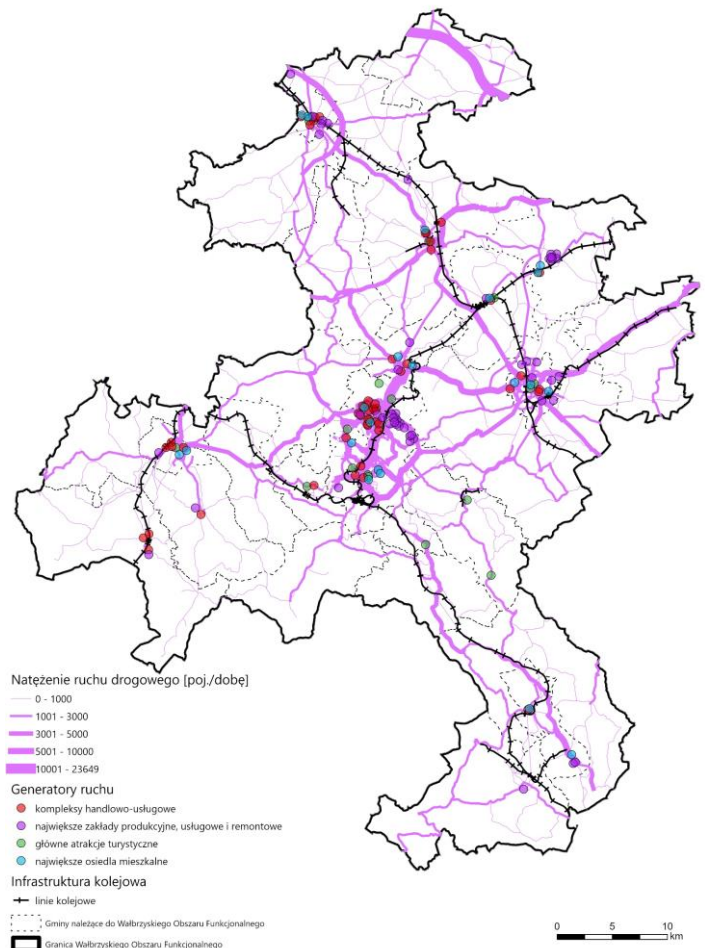 Natężenie ruchu drogowego [poj./dobę]
0 - 1000
1001 - 3000
3001 - 5000
5001 - 10000
10001 - 23649
Generatory ruchu
kompleksy handlowo-usługowe
największe zakłady produkcyjne, usługowe i remontowe
główne atrakcje turystyczne
największe osiedla mieszkalne
Infrastruktura kolejowa
linie kolejowe
Gminy należące do Wałbrzyskiego Obszaru Funkcjonalnego
Granica Wałbrzyskiego Obszaru Funkcjonalnego
0 5 10
km